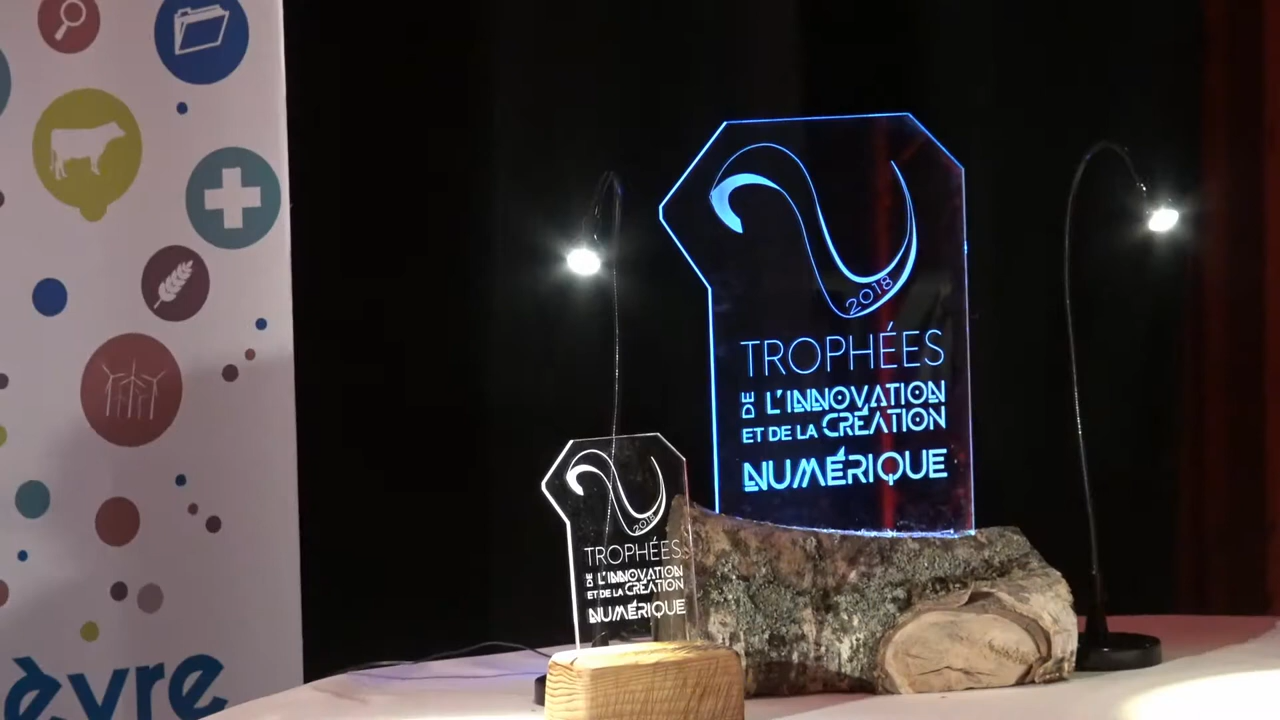 2018
TROPHÉES
DE L'INNOVATION
ET DE LA CRÉATION
NUMÉRIQUE
2018
TROPHÉES
DE L'INNOVATION
ET DE LA CRÉATION
NUMÉRIQUE
èvre